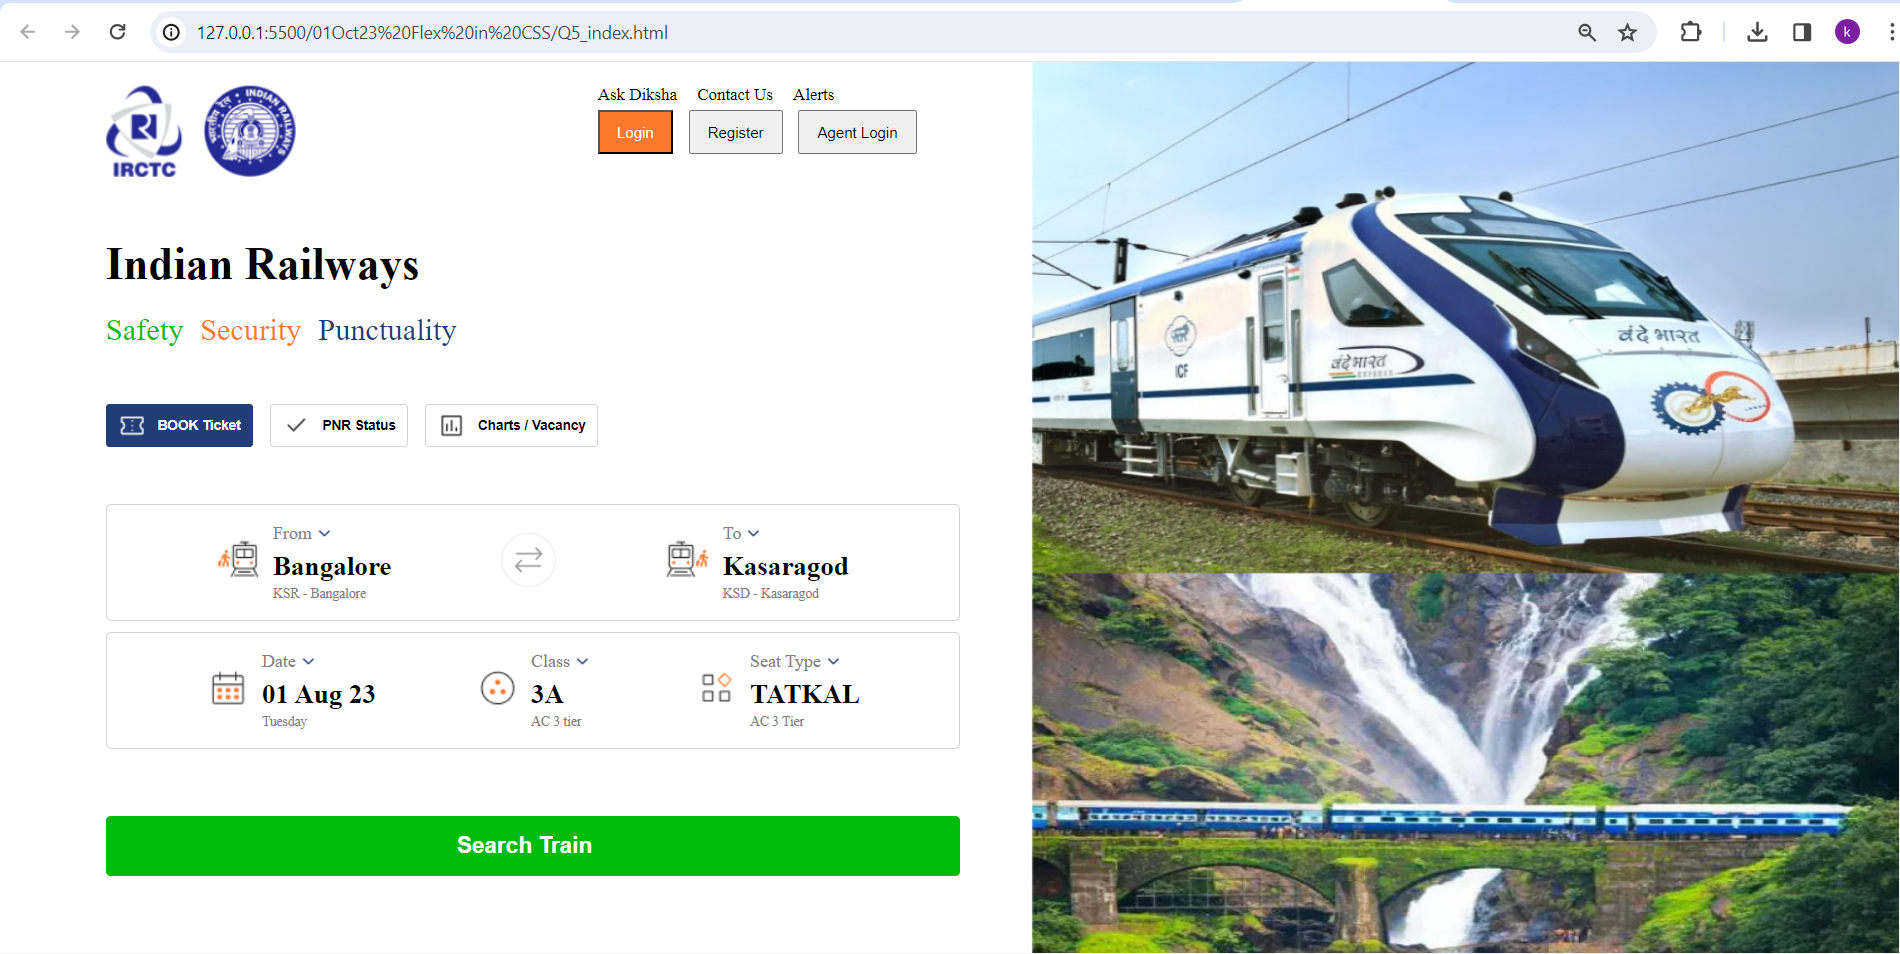 127.0.0.1:5500/01Oct23%20Flex%20in%20CSS/Q5_index.html
k
IRCTC
INDIAN RAILWAYS
भारतीय रेल
Ask Diksha Contact Us Alerts
Login Register Agent Login
Indian Railways
Safety Security Punctuality
BOOK Ticket PNR Status Charts / Vacancy
From
Bangalore
KSR - Bangalore
To
Kasaragod
KSD - Kasaragod
Date
01 Aug 23
Tuesday
Class
3A
AC 3 tier
Seat Type
TATKAL
AC 3 Tier
Search Train
ICF
वंदे भारत
EXPRESS
वंदे भारत